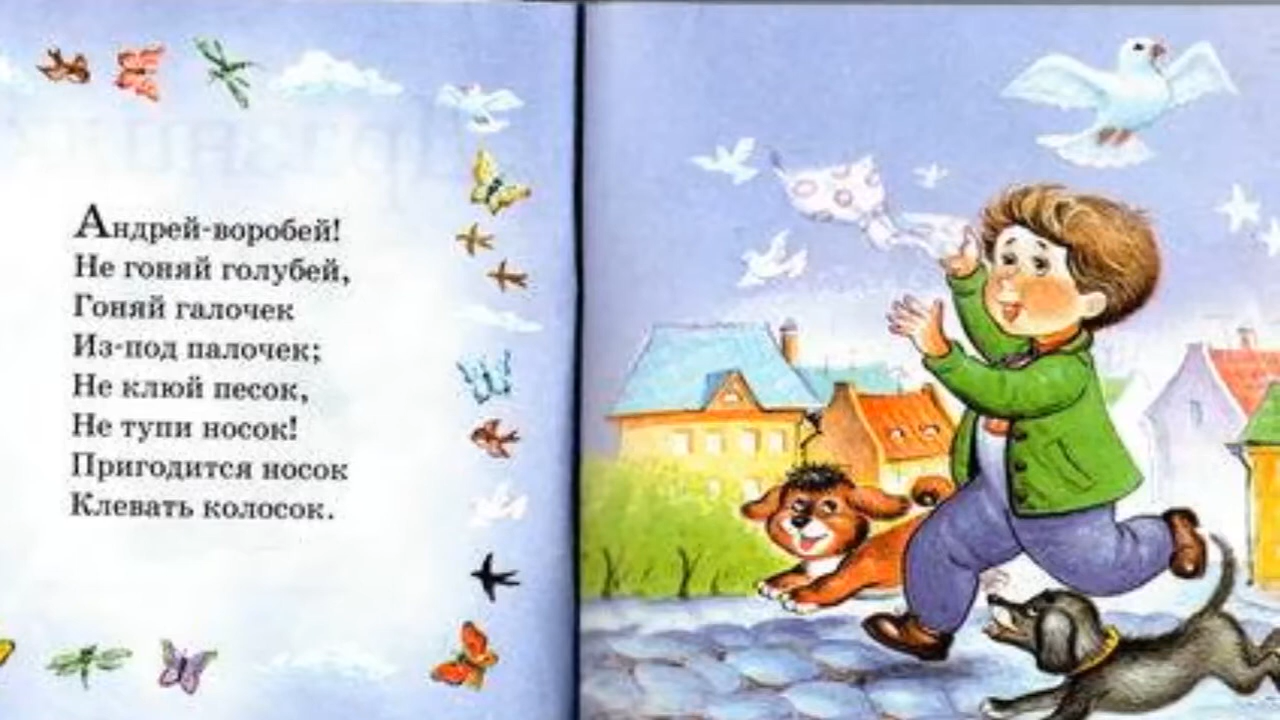 Андрей-воробей!
Не гоняй голубей,
Гоняй галочек
Из-под палочек;
Не клюй песок,
Не тупи носок!
Пригодится носок
Клевать колосок.